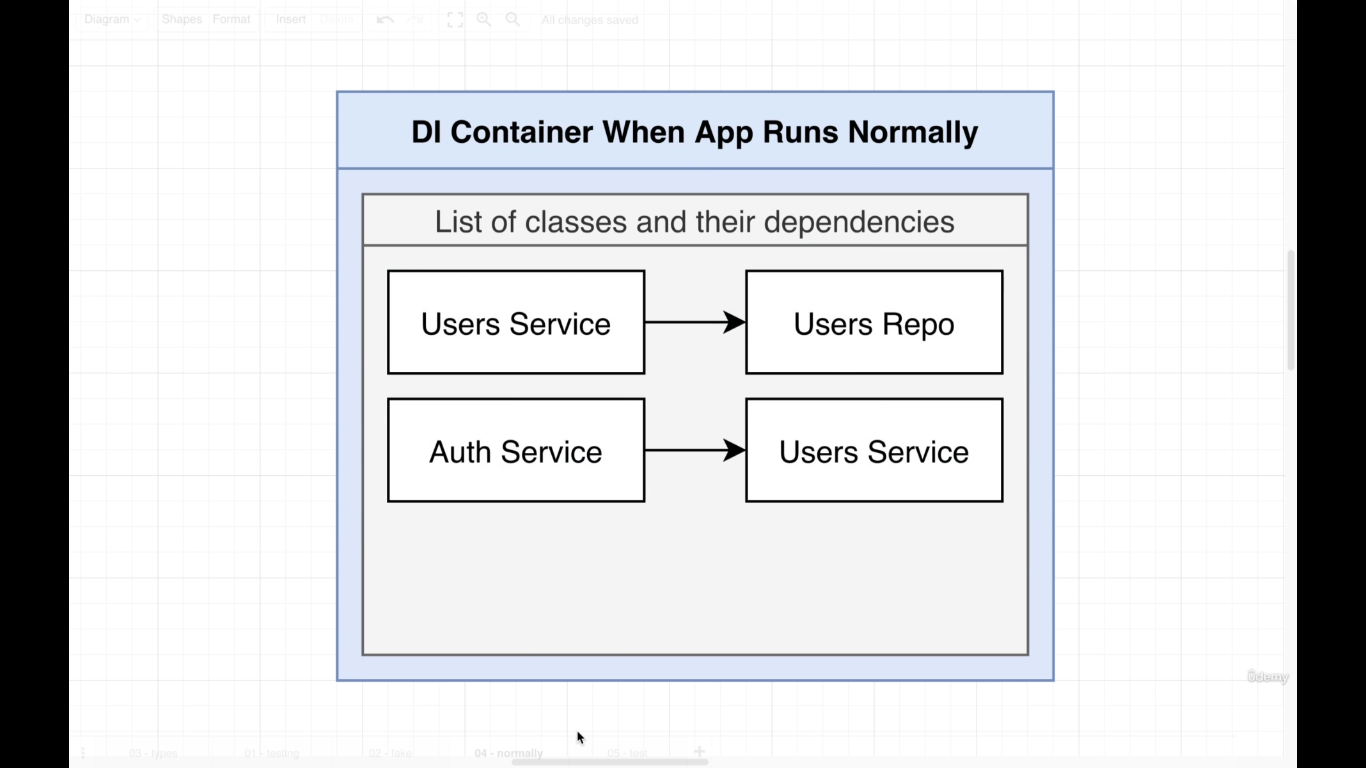 Diagram Shapes Format Insert Delete All changes saved
DI Container When App Runs Normally
List of classes and their dependencies
Users Service Users Repo
Auth Service Users Service
ûdemy
03 - types 01 - testing 02 - fake 04 - normally 05 - test